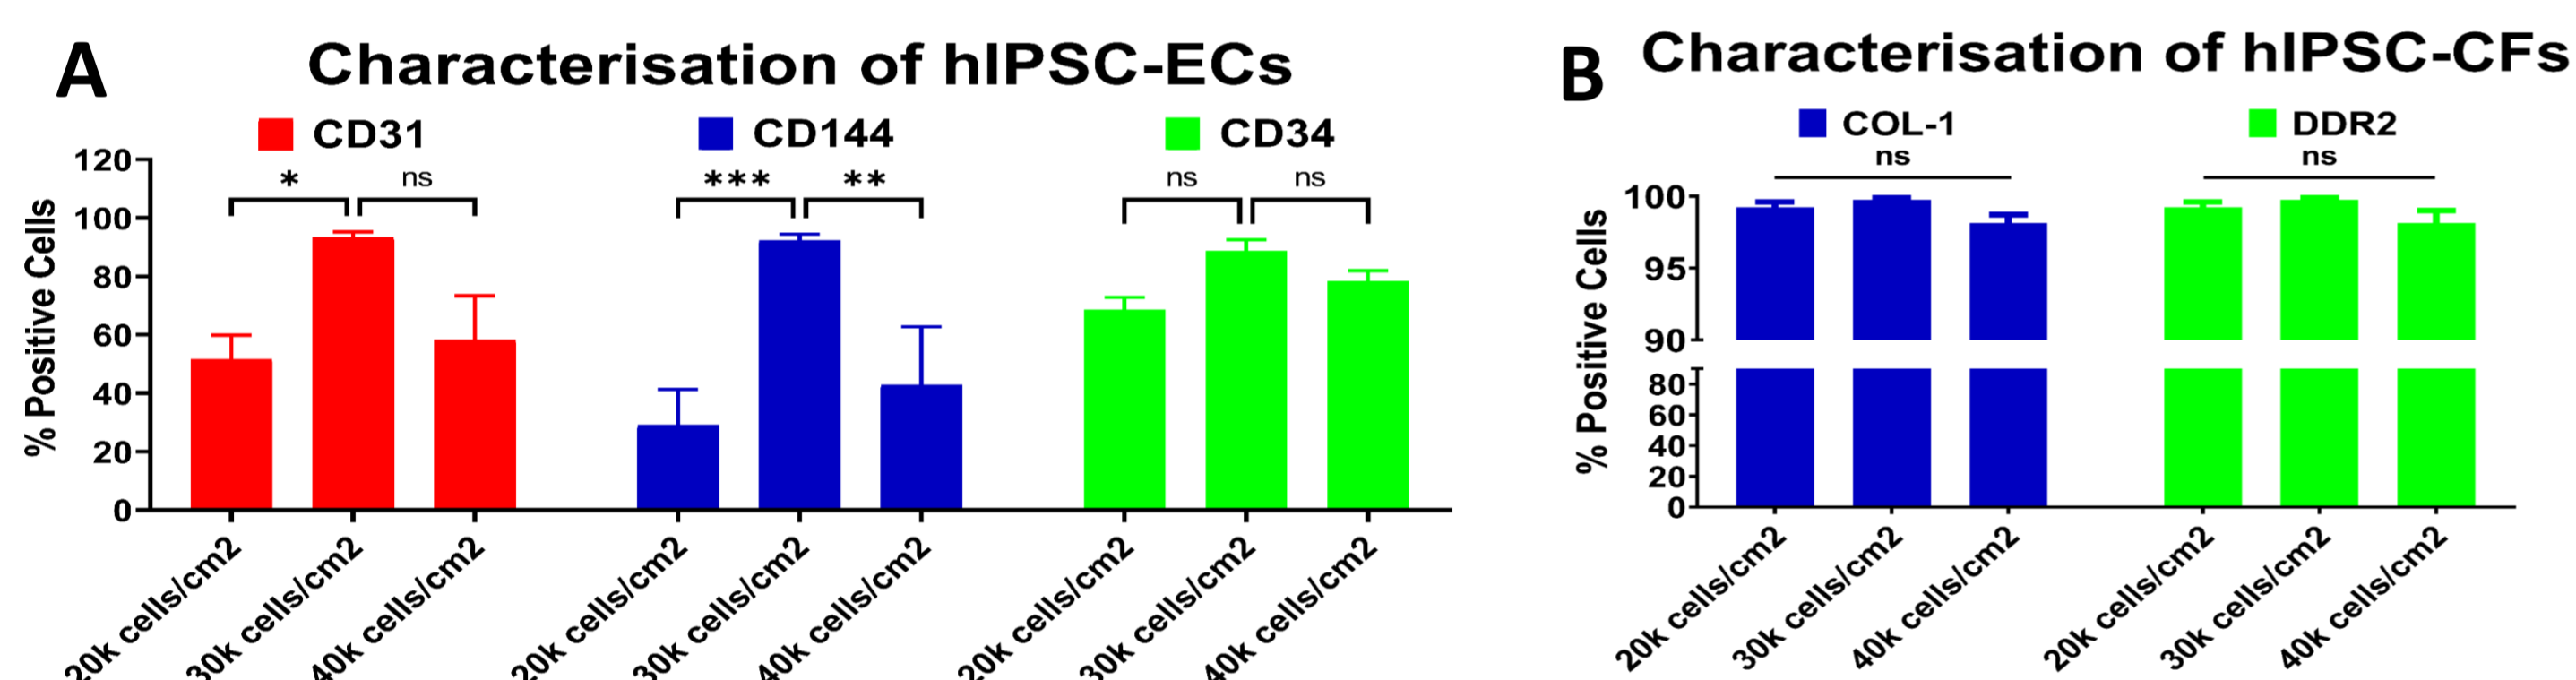 A
Characterisation of hIPSC-ECs
CD31
CD144
CD34
% Positive Cells
120
100
80
60
40
20
0
* ns
*** **
ns ns
20k cells/cm2
30k cells/cm2
40k cells/cm2
20k cells/cm2
30k cells/cm2
40k cells/cm2
20k cells/cm2
30k cells/cm2
40k cells/cm2
B
Characterisation of hIPSC-CFs
COL-1
DDR2
ns
ns
% Positive Cells
100
95
90
80
60
40
20
0
20k cells/cm2
30k cells/cm2
40k cells/cm2
20k cells/cm2
30k cells/cm2
40k cells/cm2